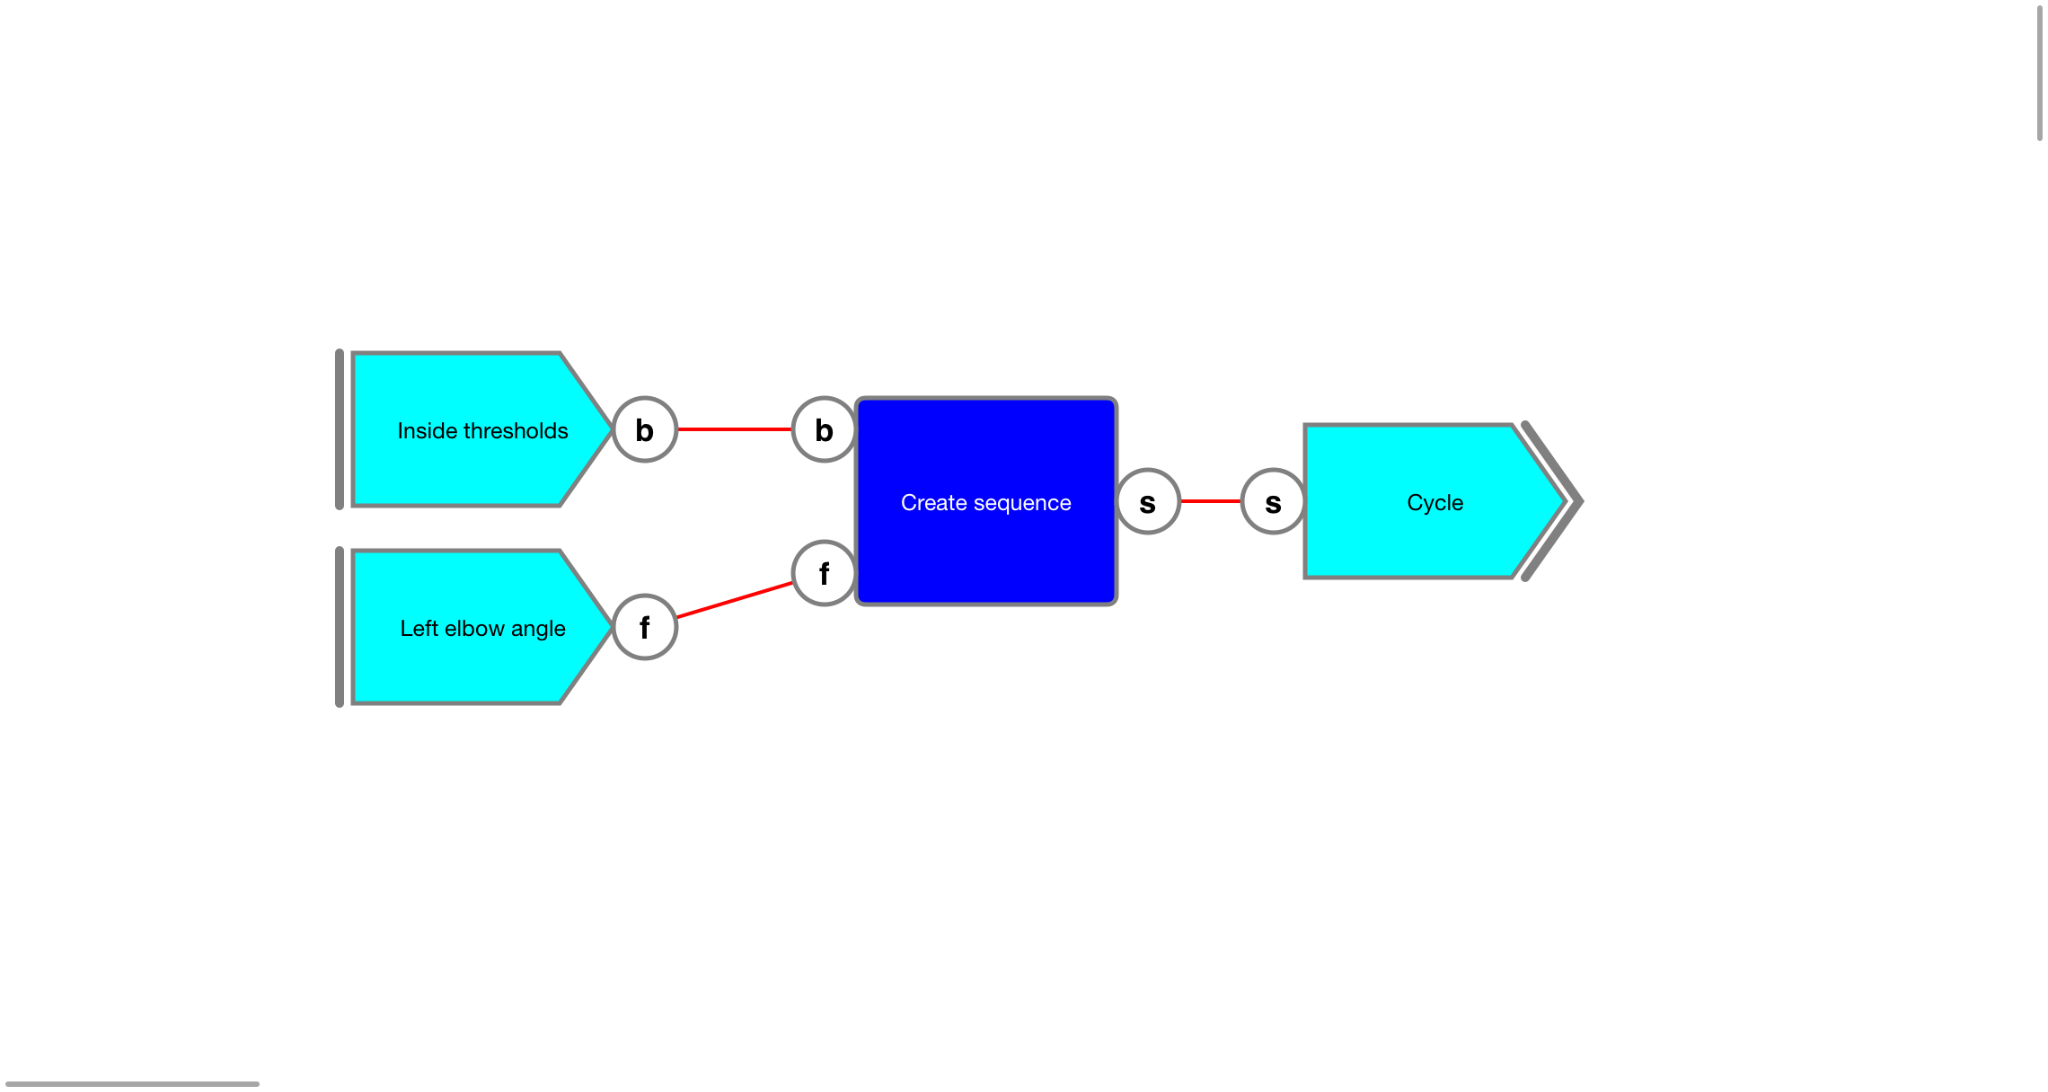 Inside thresholds
b
b
Create sequence
s
s
Cycle
Left elbow angle
f
f